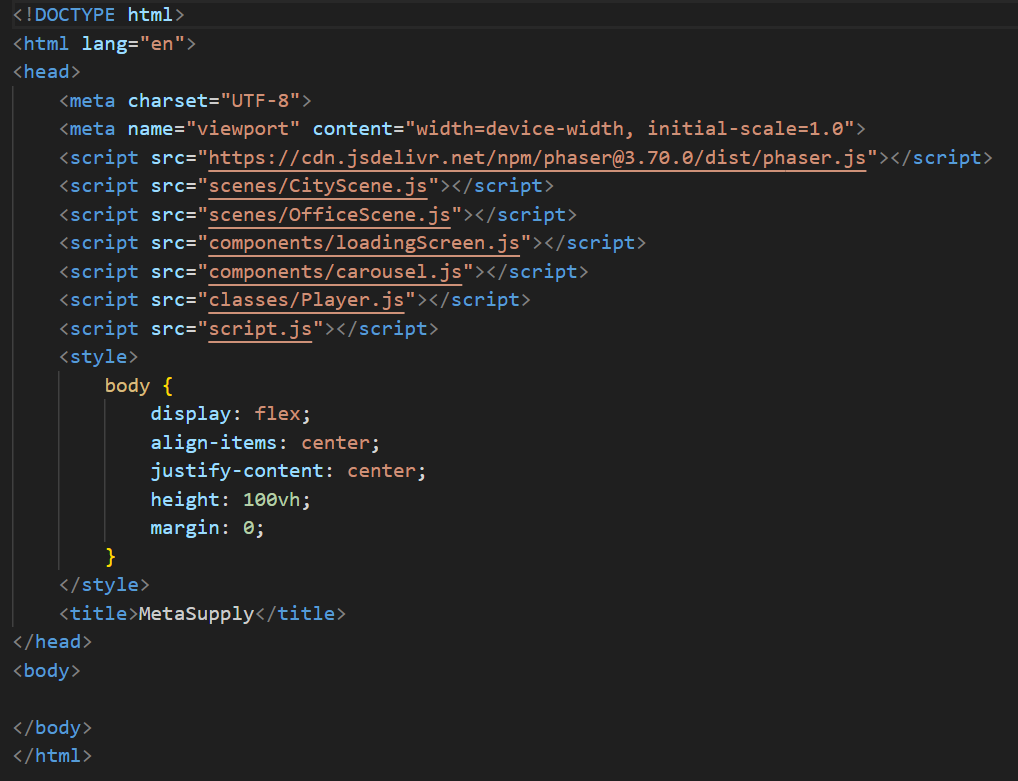 <!DOCTYPE html>
<html lang="en">
<head>
    <meta charset="UTF-8">
    <meta name="viewport" content="width=device-width, initial-scale=1.0">
    <script src="https://cdn.jsdelivr.net/npm/phaser@3.70.0/dist/phaser.js"></script>
    <script src="scenes/CityScene.js"></script>
    <script src="scenes/OfficeScene.js"></script>
    <script src="components/loadingScreen.js"></script>
    <script src="components/carousel.js"></script>
    <script src="classes/Player.js"></script>
    <script src="script.js"></script>
    <style>
        body {
            display: flex;
            align-items: center;
            justify-content: center;
            height: 100vh;
            margin: 0;
        }
    </style>
    <title>MetaSupply</title>
</head>
<body>

</body>
</html>